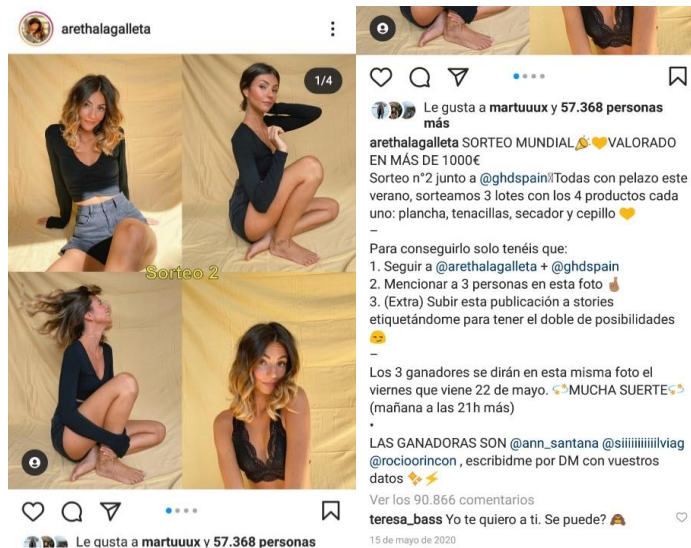 arethalagalleta
1/4
Sorteo 2
Le gusta a martuuux y 57.368 personas
Le gusta a martuuux y 57.368 personas
más
arethalagalleta SORTEO MUNDIAL🎉💛VALORADO
EN MÁS DE 1000€
Sorteo n°2 junto a @ghdspain Todas con pelazo este
verano, sorteamos 3 lotes con los 4 productos cada
uno: plancha, tenacillas, secador y cepillo 💛
–
Para conseguirlo solo tenéis que:
1. Seguir a @arethalagalleta + @ghdspain
2. Mencionar a 3 personas en esta foto ☝🏽
3. (Extra) Subir esta publicación a stories
etiquetándome para tener el doble de posibilidades
😏
–
Los 3 ganadores se dirán en esta misma foto el
viernes que viene 22 de mayo. 💫MUCHA SUERTE💫
(mañana a las 21h más)
•
LAS GANADORAS SON @ann_santana @siiiiiiiiiiilviag
@rocioorincon , escribidme por DM con vuestros
datos ✨⚡
Ver los 90.866 comentarios
teresa_bass Yo te quiero a ti. Se puede? 🙈
15 de mayo de 2020